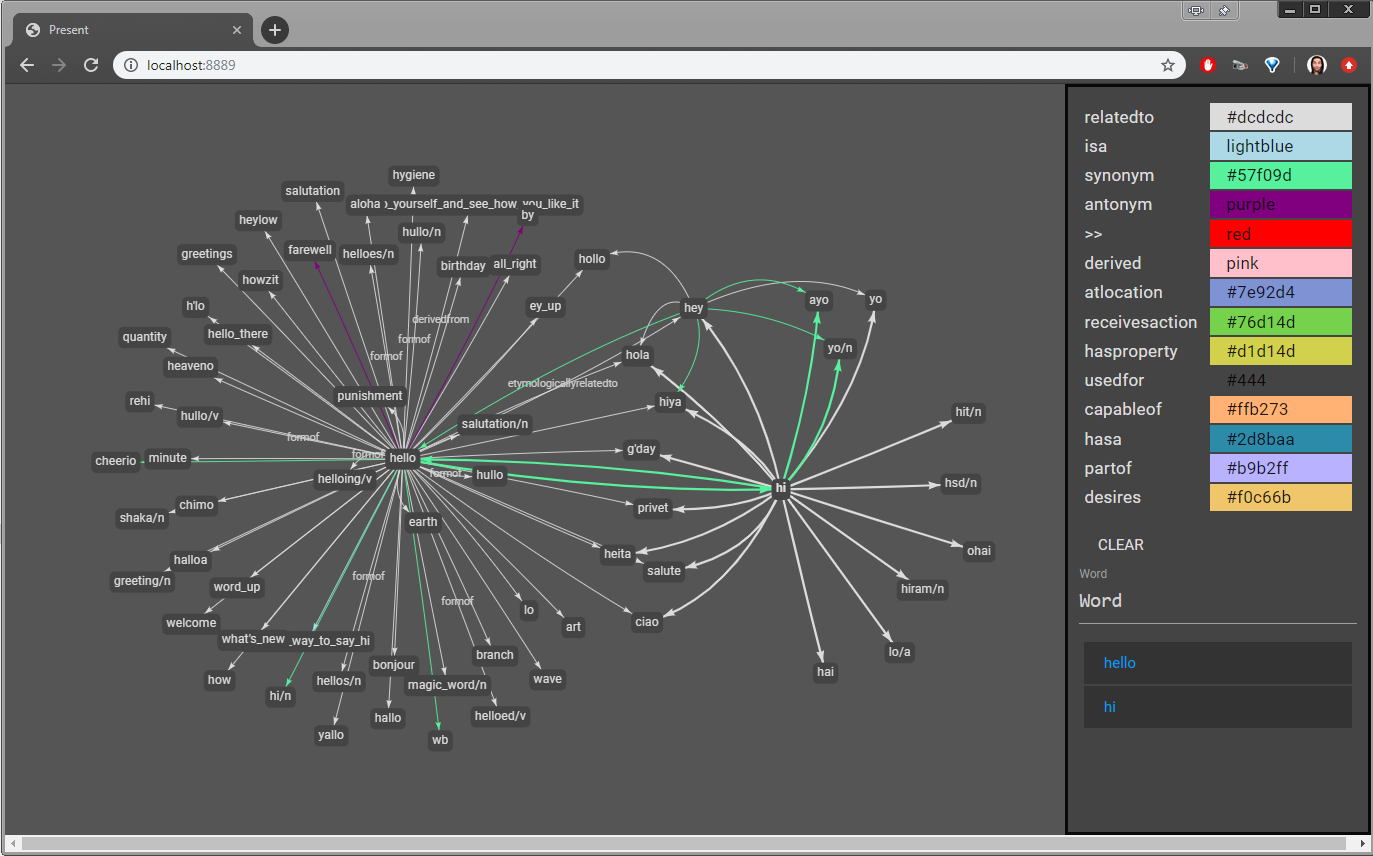 Present
localhost:8889
hygiene
salutation
aloha
o_yourself_and_see_how_you_like_it
by
heylow
hullo/n
greetings
farewell
helloes/n
birthday
all_right
hollo
howzit
h'lo
ey_up
hey
ayo
yo
derivedfrom
quantity
hello_there
formof
yo/n
formof
hola
heaveno
etymologicallyrelatedto
rehi
punishment
hiya
hullo/v
salutation/n
hit/n
formof
g'day
cheerio
minute
formof
hello
formof
hullo
helloing/v
hi
hsd/n
chimo
privet
shaka/n
earth
ohai
halloa
heita
salute
greeting/n
word_up
formof
hiram/n
formof
lo
welcome
art
ciao
what's_new
_way_to_say_hi
branch
lo/a
how
bonjour
hai
hi/n
hellos/n
magic_word/n
wave
hallo
helloed/v
yallo
wb
relatedto #dcdcdc
isa lightblue
synonym #57f09d
antonym purple
>> red
derived pink
atlocation #7e92d4
receivesaction #76d14d
hasproperty #d1d14d
usedfor #444
capableof #ffb273
hasa #2d8baa
partof #b9b2ff
desires #f0c66b
CLEAR
Word
Word
hello
hi